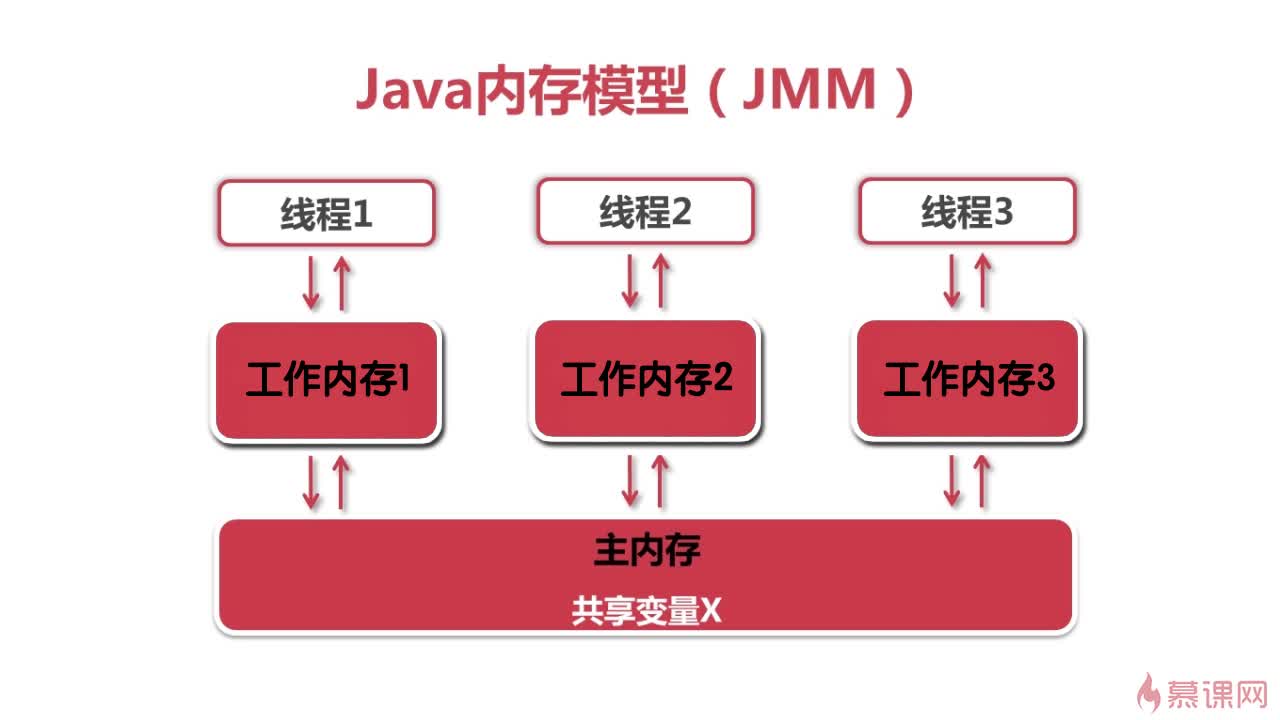 Java内存模型（JMM）
线程1
线程2
线程3
工作内存1
工作内存2
工作内存3
主内存
共享变量X
慕课网